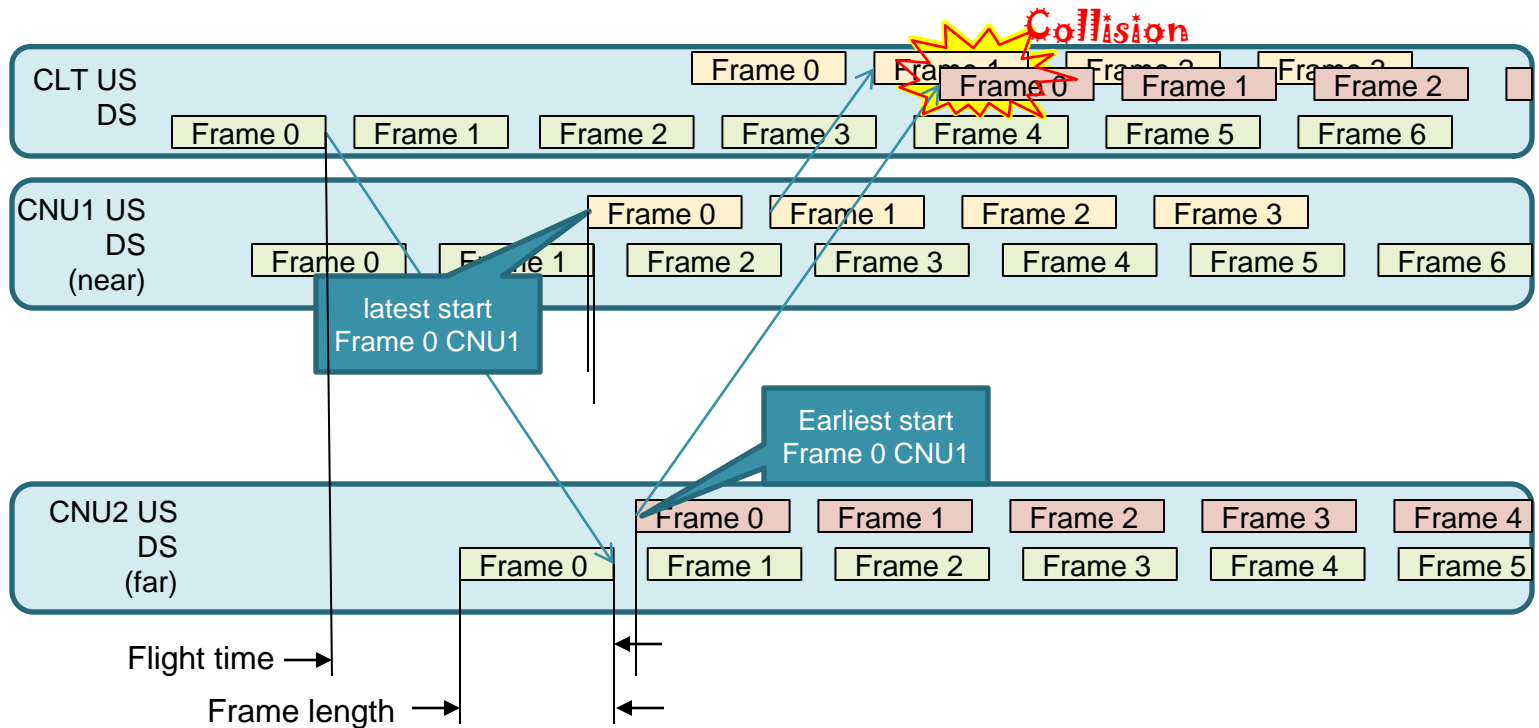 Collision
CLT US
DS
Frame 0
Frame 1
Frame 2
Frame 3
Frame 0
Frame 1
Frame 2
Frame 0
Frame 1
Frame 2
Frame 3
Frame 4
Frame 5
Frame 6
CNU1 US
DS
(near)
Frame 0
Frame 1
Frame 2
Frame 3
Frame 0
Frame 1
Frame 2
Frame 3
Frame 4
Frame 5
Frame 6
latest start
Frame 0 CNU1
Earliest start
Frame 0 CNU1
CNU2 US
DS
(far)
Frame 0
Frame 1
Frame 2
Frame 3
Frame 4
Frame 0
Frame 1
Frame 2
Frame 3
Frame 4
Frame 5
Flight time
Frame length